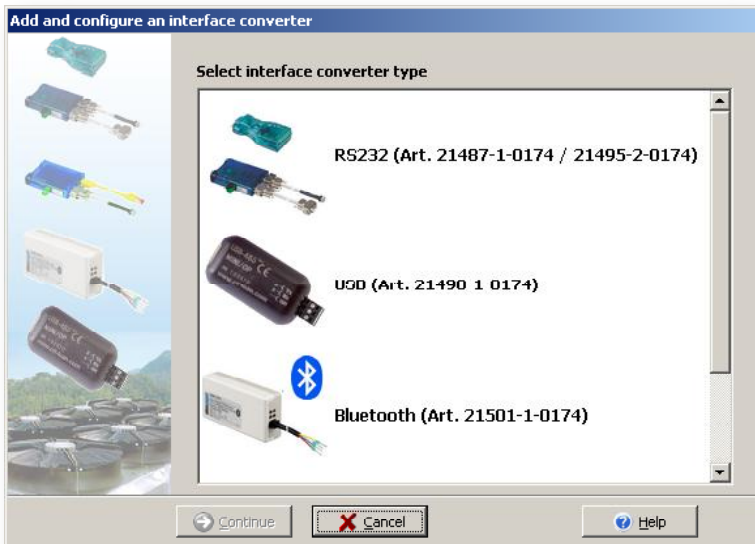 Add and configure an interface converter
Select interface converter type
RS232 (Art. 21487-1-0174 / 21495-2-0174)
USB (Art. 21490-1-0174)
Bluetooth (Art. 21501-1-0174)
Continue
Cancel
Help